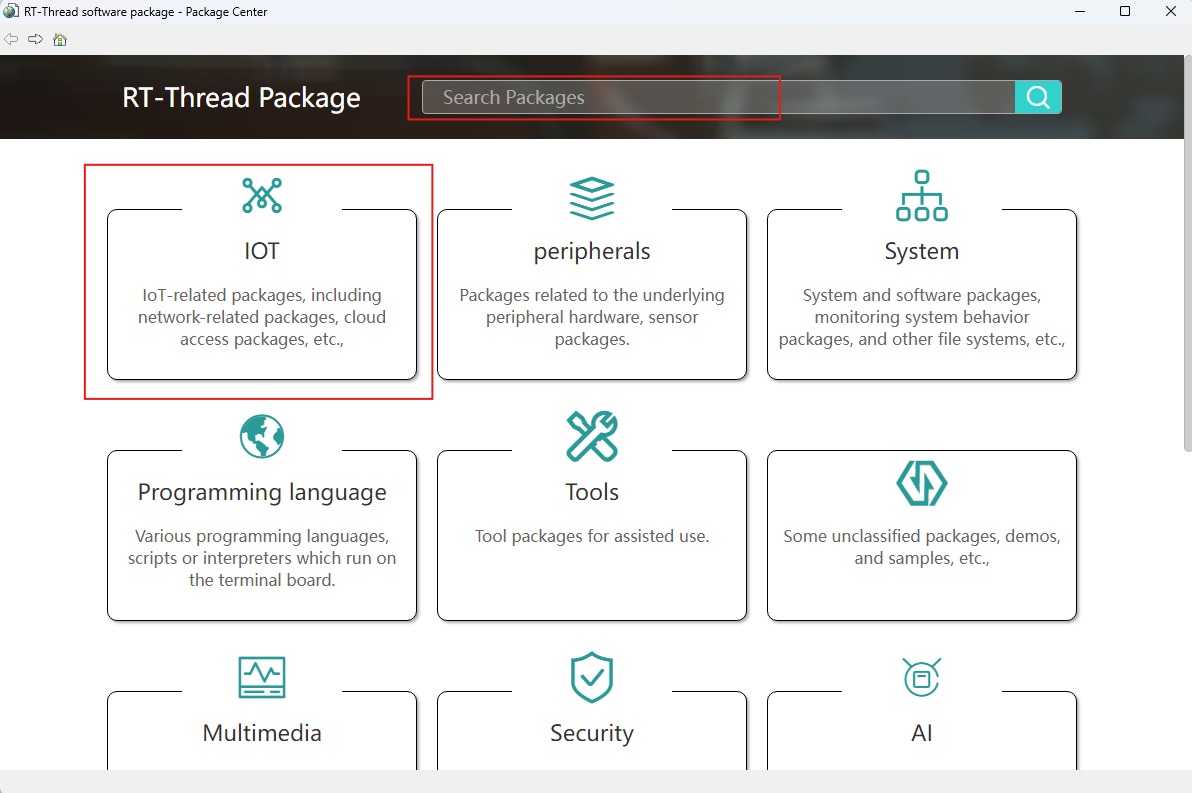 RT-Thread software package - Package Center
RT-Thread Package
Search Packages
IOT
IoT-related packages, including
network-related packages, cloud
access packages, etc.,
peripherals
Packages related to the underlying
peripheral hardware, sensor
packages.
System
System and software packages,
monitoring system behavior
packages, and other file systems, etc.,
Programming language
Various programming languages,
scripts or interpreters which run on
the terminal board.
Tools
Tool packages for assisted use.
Some unclassified packages, demos,
and samples, etc.,
Multimedia
Security
AI